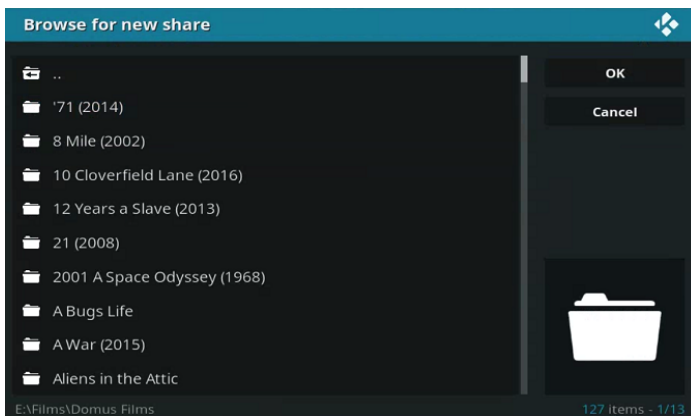 Browse for new share
..
'71 (2014)
8 Mile (2002)
10 Cloverfield Lane (2016)
12 Years a Slave (2013)
21 (2008)
2001 A Space Odyssey (1968)
A Bugs Life
A War (2015)
Aliens in the Attic
OK
Cancel
E:\Films\Domus Films
127 items - 1/13